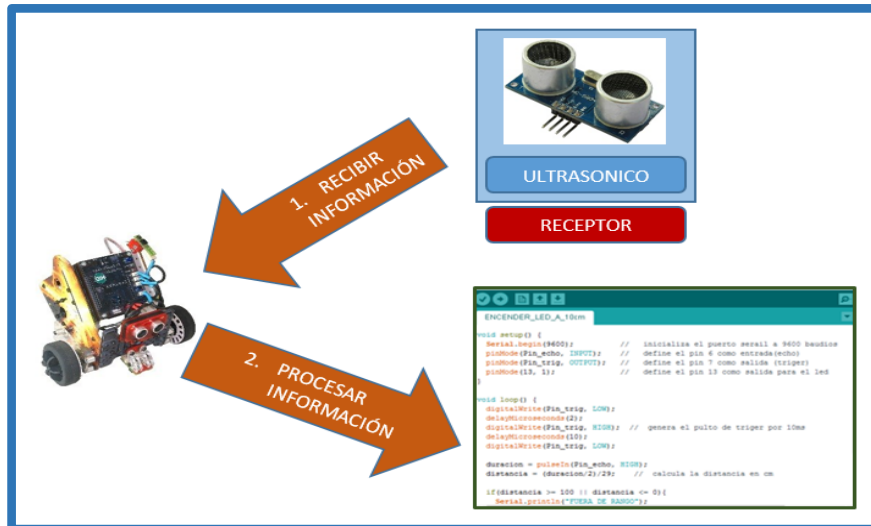 ULTRASONICO
RECEPTOR
1. RECIBIR
INFORMACIÓN
2. PROCESAR
INFORMACIÓN
ENCENDER_LED_A_10cm
void setup() {
Serial.begin(9600); // inicializa el puerto serail a 9600 baudios
pinMode(Pin_echo, INPUT); // define el pin 6 como entrada(echo)
pinMode(Pin_trig, OUTPUT); // define el pin 7 como salida (triger)
pinMode(13, 1); // define el pin 13 como salida para el led
}
void loop() {
digitalWrite(Pin_trig, LOW);
delayMicroseconds(2);
digitalWrite(Pin_trig, HIGH); // genera el pulto de triger por 10ms
delayMicroseconds(10);
digitalWrite(Pin_trig, LOW);
duracion = pulseIn(Pin_echo, HIGH);
distancia = (duracion/2)/29; // calcula la distancia en cm
if(distancia >= 100 || distancia <= 0){
Serial.println("FUERA DE RANGO");